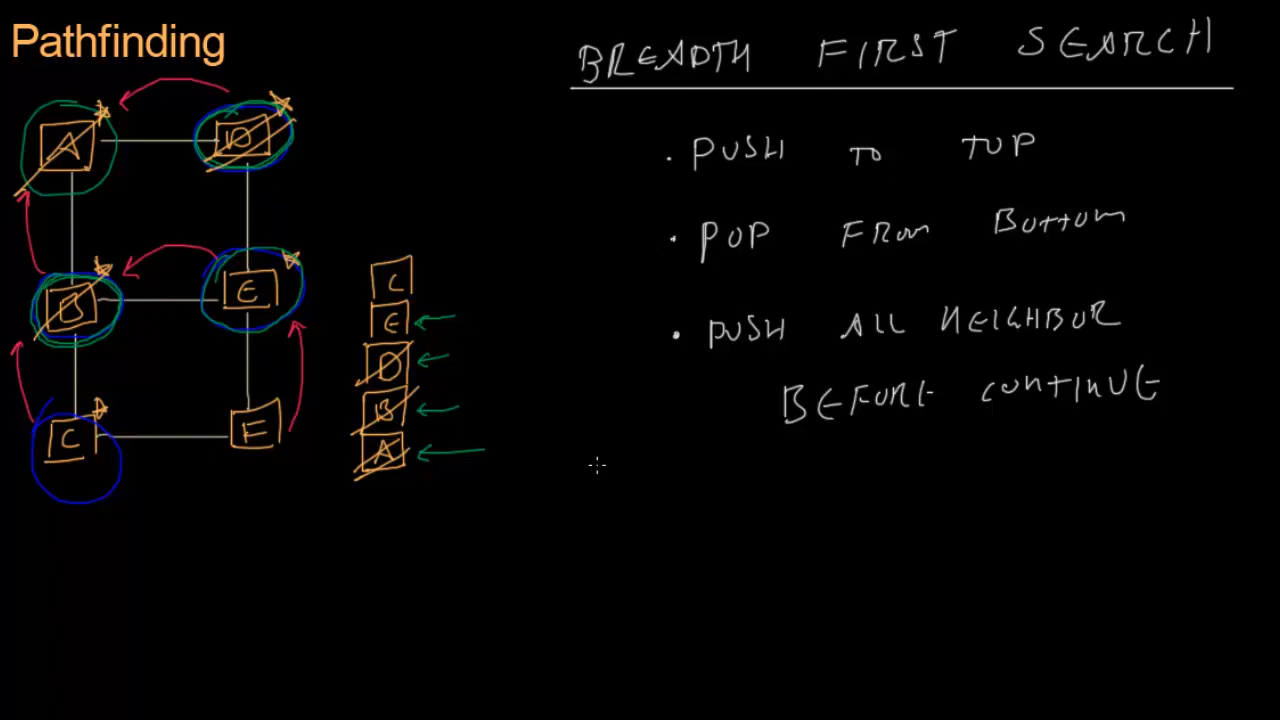 Pathfinding
BREADTH FIRST SEARCH
• PUSH TO TOP
• POP FROM BOTTOM
• PUSH ALL NEIGHBOR
BEFORE CONTINUE
A D
B E
C F
C
E
D
B
A